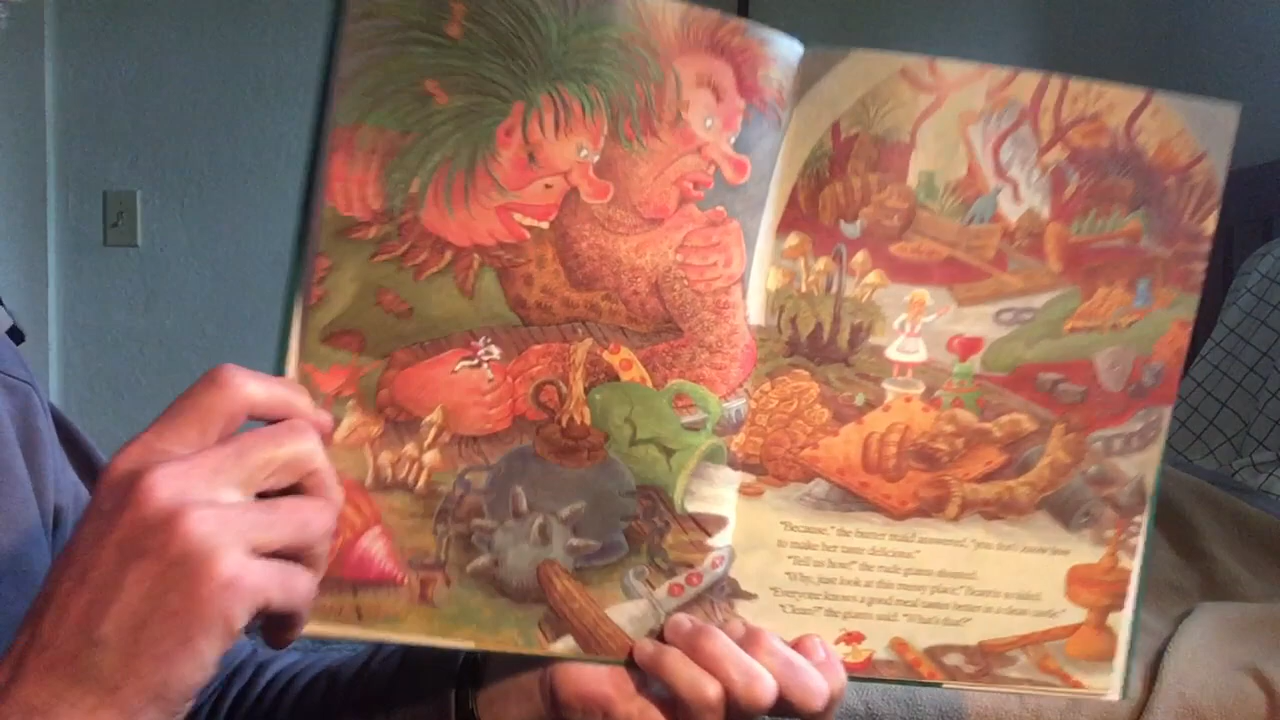 "Because," the butter maid answered, "you don't know how
to make her taste delicious."
"Tell us how!" the rude giants shouted.
"Why, just look at this messy place," Beatrix scolded.
"Everyone knows a good meal tastes better in a clean castle."
"Clean?" the giants said. "What's that?"